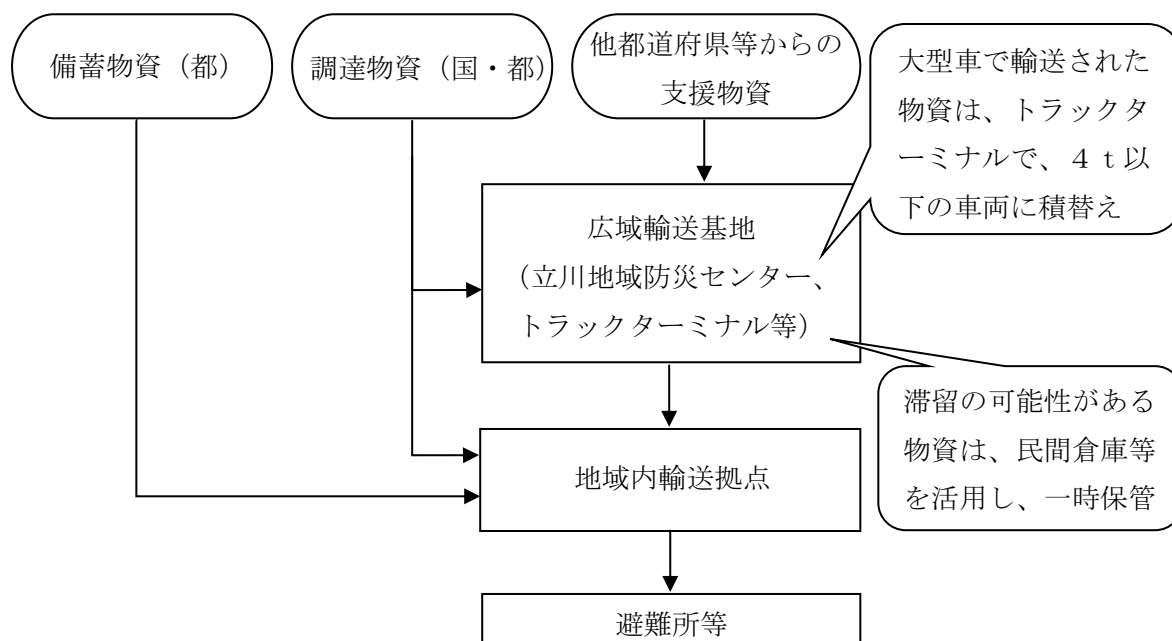 備蓄物資（都）
調達物資（国・都）
他都道府県等からの
支援物資
大型車で輸送された
物資は、トラックタ
ーミナルで、４ｔ以
下の車両に積替え
広域輸送基地
（立川地域防災センター、
トラックターミナル等）
滞留の可能性がある
物資は、民間倉庫等
を活用し、一時保管
地域内輸送拠点
避難所等